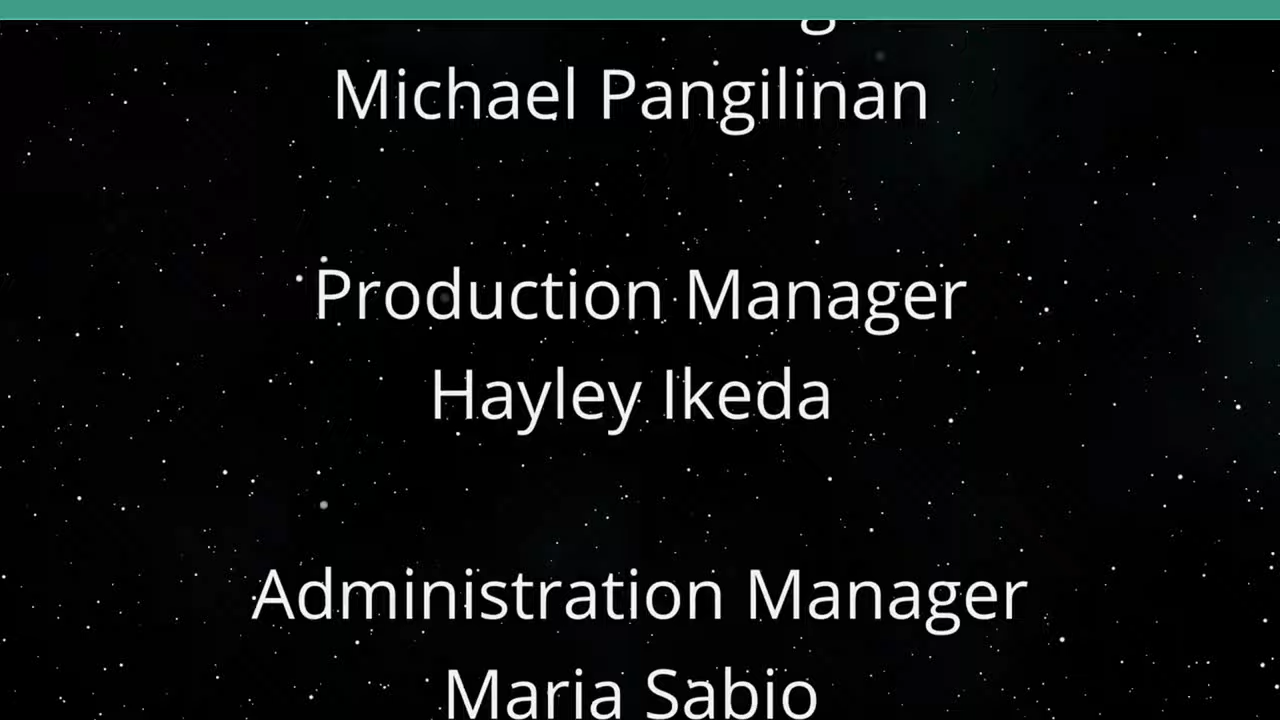 Michael Pangilinan
Production Manager
Hayley Ikeda
Administration Manager
Maria Sabio